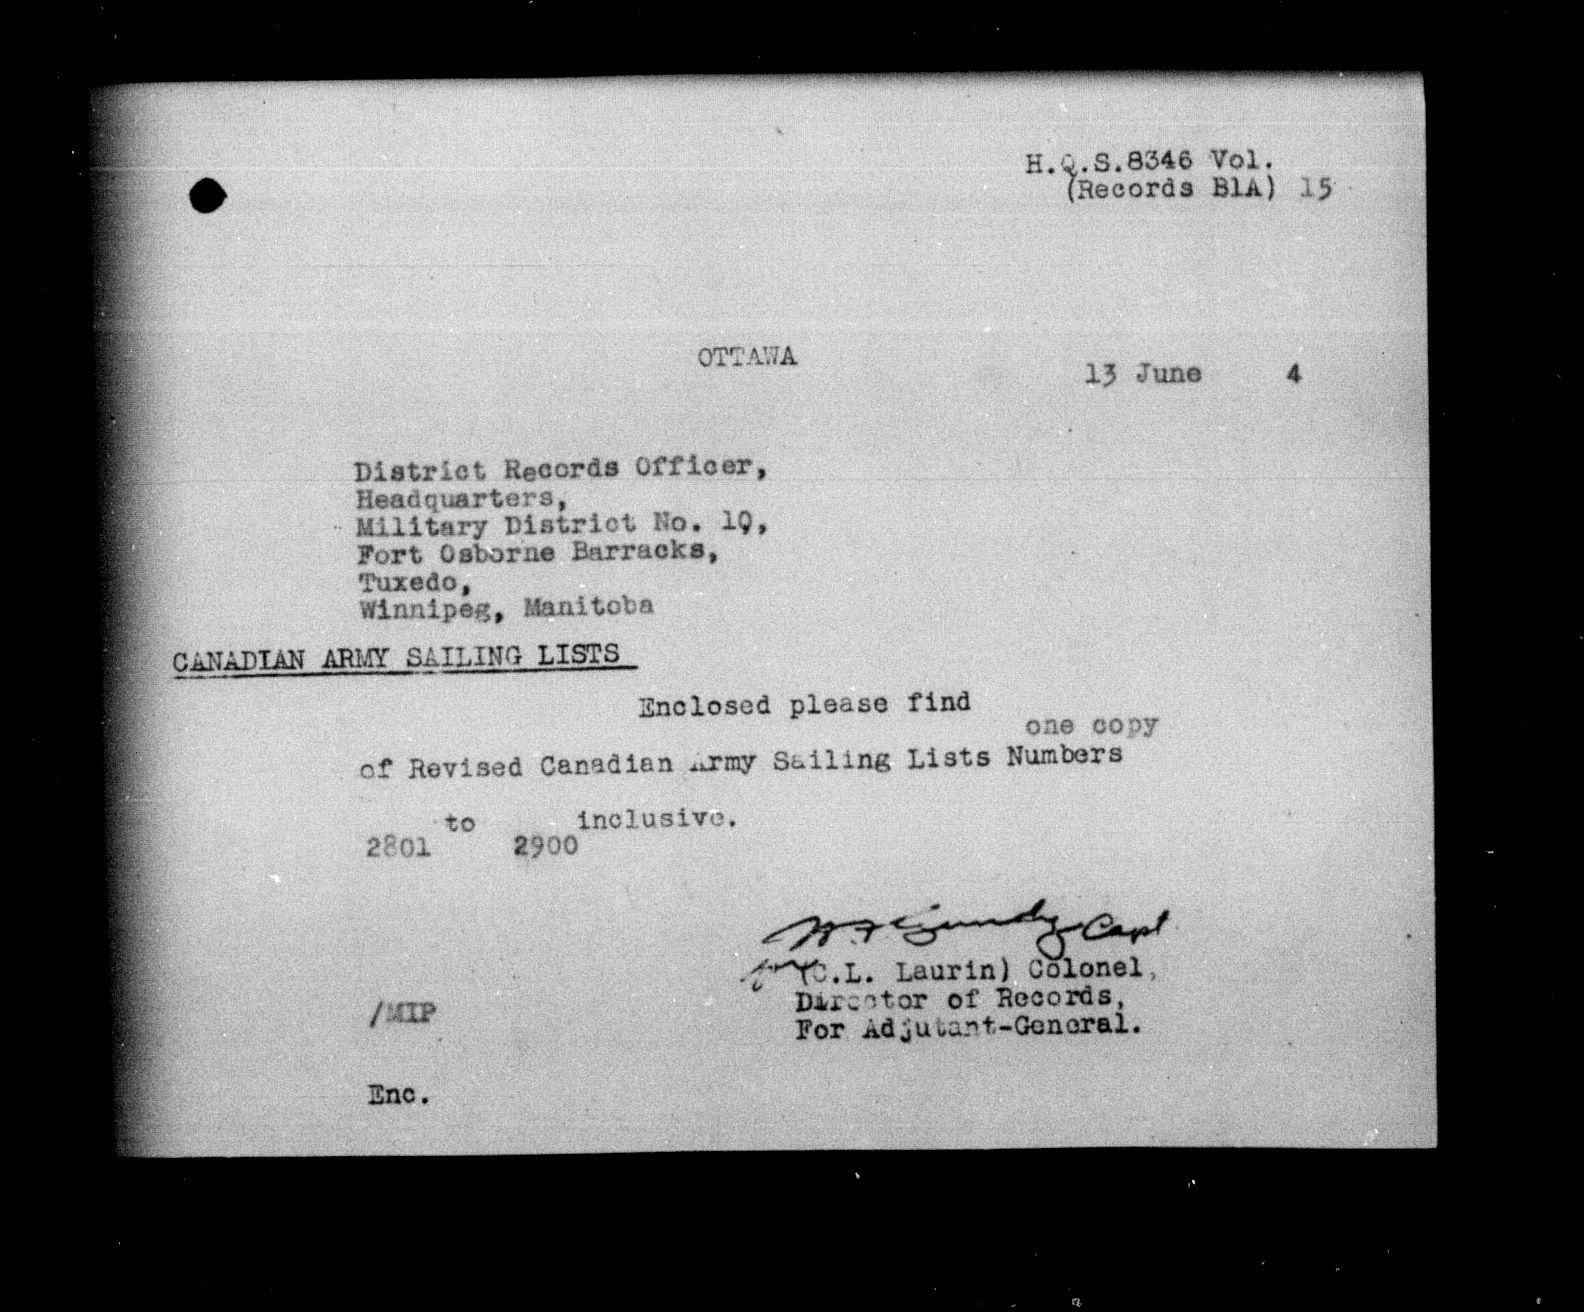 H.Q.S.8346 Vol.
(Records B1A) 15
OTTAWA
13 June 4
District Records Officer,
Headquarters,
Military District No. 10,
Fort Osborne Barracks,
Tuxedo,
Winnipeg, Manitoba
CANADIAN ARMY SAILING LISTS
Enclosed please find
one copy
of Revised Canadian Army Sailing Lists Numbers
to inclusive.
2801 2900
Capt
for (C.L. Laurin) Colonel,
Director of Records,
For Adjutant-General.
/MIP
Enc.